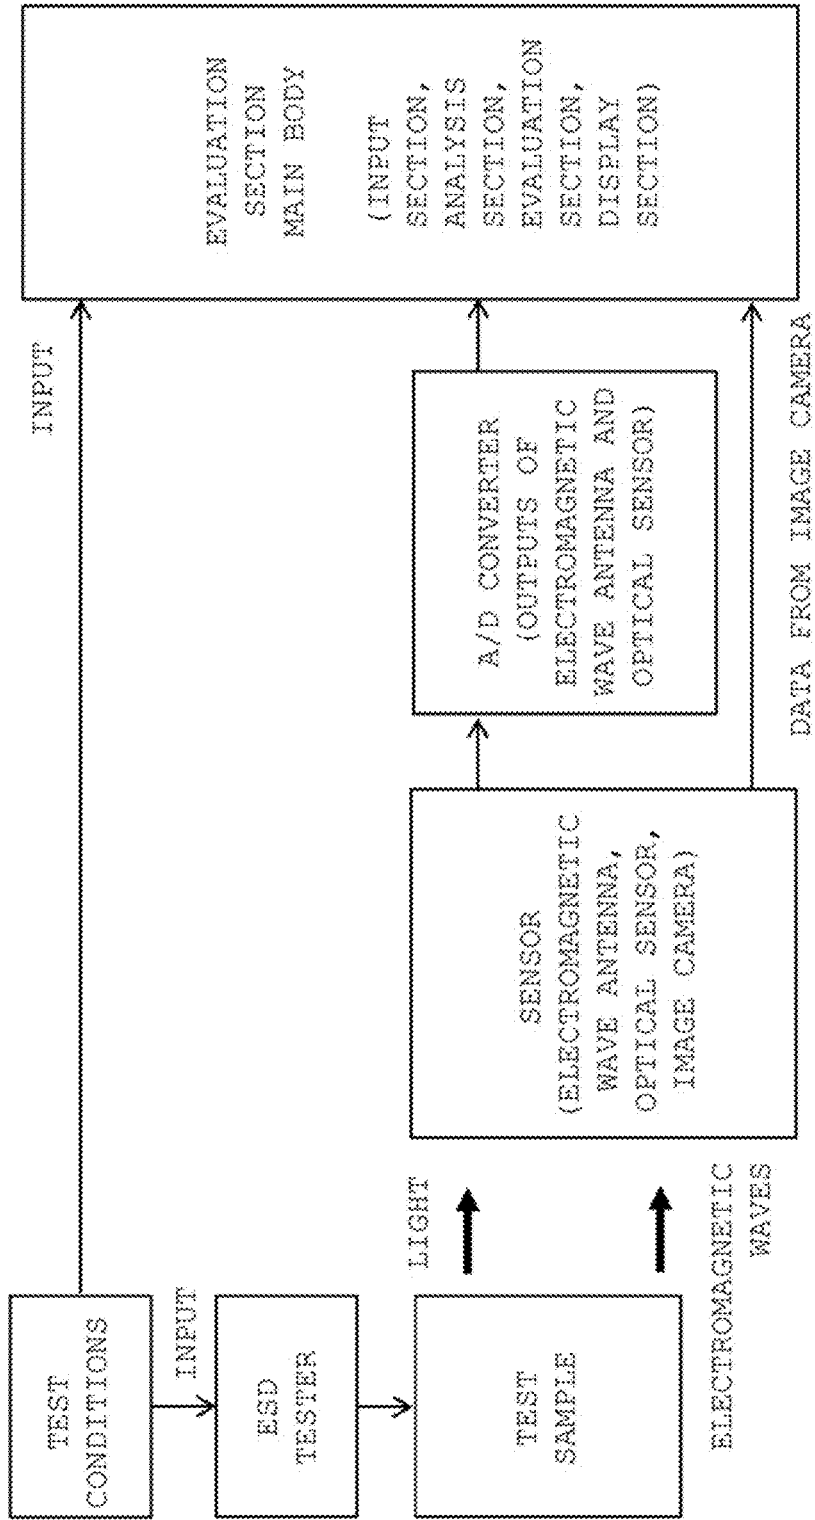 TEST
CONDITIONS
INPUT
INPUT
ESD
TESTER
TEST
SAMPLE
LIGHT
ELECTROMAGNETIC
WAVES
SENSOR
(ELECTROMAGNETIC
WAVE ANTENNA,
OPTICAL SENSOR,
IMAGE CAMERA)
A/D CONVERTER
(OUTPUTS OF
ELECTROMAGNETIC
WAVE ANTENNA AND
OPTICAL SENSOR)
DATA FROM IMAGE CAMERA
EVALUATION
SECTION
MAIN BODY
(INPUT
SECTION,
ANALYSIS
SECTION,
EVALUATION
SECTION,
DISPLAY
SECTION)